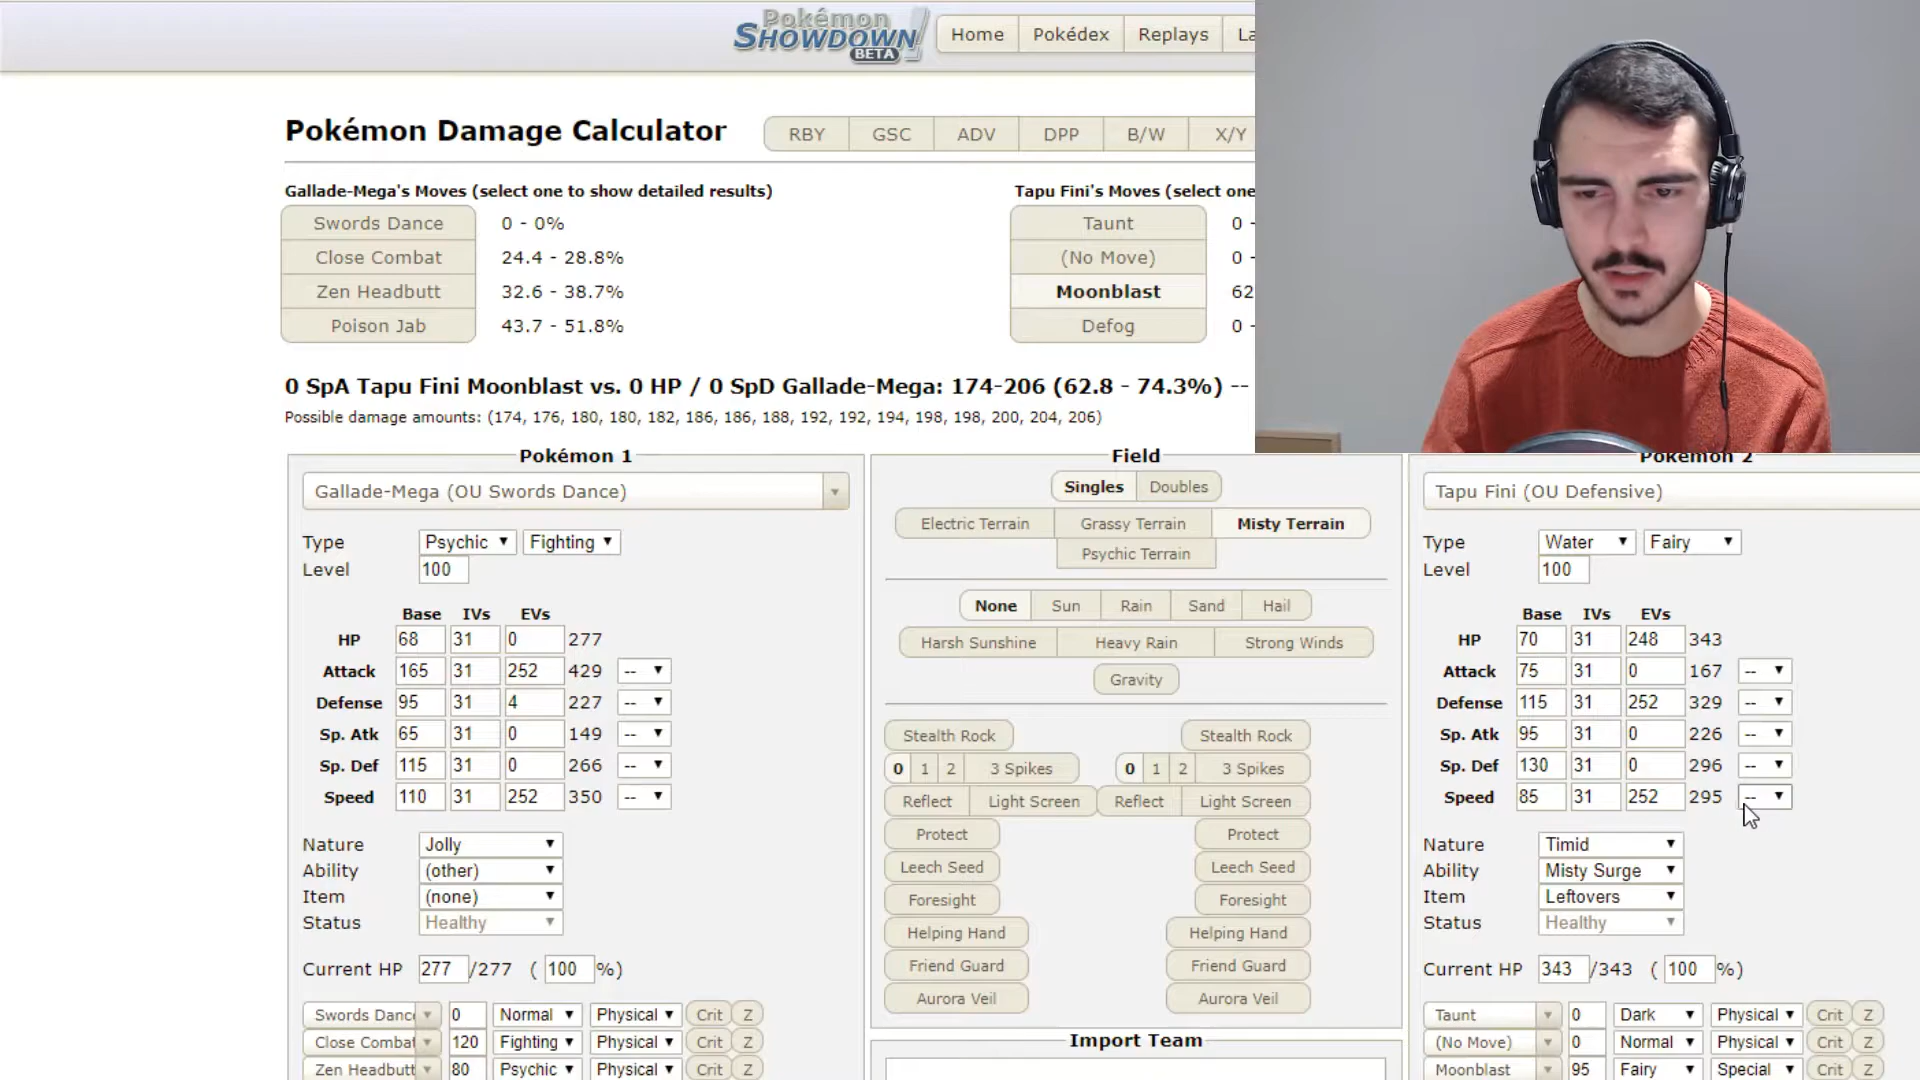 Pokémon
SHOWDOWN!
BETA
Home Pokédex Replays La
Pokémon Damage Calculator RBY GSC ADV DPP B/W X/Y
Gallade-Mega's Moves (select one to show detailed results)
Swords Dance 0 - 0%
Close Combat 24.4 - 28.8%
Zen Headbutt 32.6 - 38.7%
Poison Jab 43.7 - 51.8%
Tapu Fini's Moves (select one
Taunt 0 -
(No Move) 0 -
Moonblast 62
Defog 0 -
0 SpA Tapu Fini Moonblast vs. 0 HP / 0 SpD Gallade-Mega: 174-206 (62.8 - 74.3%) --
Possible damage amounts: (174, 176, 180, 180, 182, 186, 186, 188, 192, 192, 194, 198, 198, 200, 204, 206)
Pokémon 1
Gallade-Mega (OU Swords Dance)
Type Psychic Fighting
Level 100
Base IVs EVs
HP 68 31 0 277
Attack 165 31 252 429 --
Defense 95 31 4 227 --
Sp. Atk 65 31 0 149 --
Sp. Def 115 31 0 266 --
Speed 110 31 252 350 --
Nature Jolly
Ability (other)
Item (none)
Status Healthy
Current HP 277 /277 ( 100 %)
Swords Danc 0 Normal Physical Crit Z
Close Combat 120 Fighting Physical Crit Z
Zen Headbutt 80 Psychic Physical Crit Z
Field
Singles Doubles
Electric Terrain Grassy Terrain Misty Terrain
Psychic Terrain
None Sun Rain Sand Hail
Harsh Sunshine Heavy Rain Strong Winds
Gravity
Stealth Rock Stealth Rock
0 1 2 3 Spikes 0 1 2 3 Spikes
Reflect Light Screen Reflect Light Screen
Protect Protect
Leech Seed Leech Seed
Foresight Foresight
Helping Hand Helping Hand
Friend Guard Friend Guard
Aurora Veil Aurora Veil
Import Team
Pokémon 2
Tapu Fini (OU Defensive)
Type Water Fairy
Level 100
Base IVs EVs
HP 70 31 248 343
Attack 75 31 0 167 --
Defense 115 31 252 329 --
Sp. Atk 95 31 0 226 --
Sp. Def 130 31 0 296 --
Speed 85 31 252 295 --
Nature Timid
Ability Misty Surge
Item Leftovers
Status Healthy
Current HP 343 /343 ( 100 %)
Taunt 0 Dark Physical Crit Z
(No Move) 0 Normal Physical Crit Z
Moonblast 95 Fairy Special Crit Z